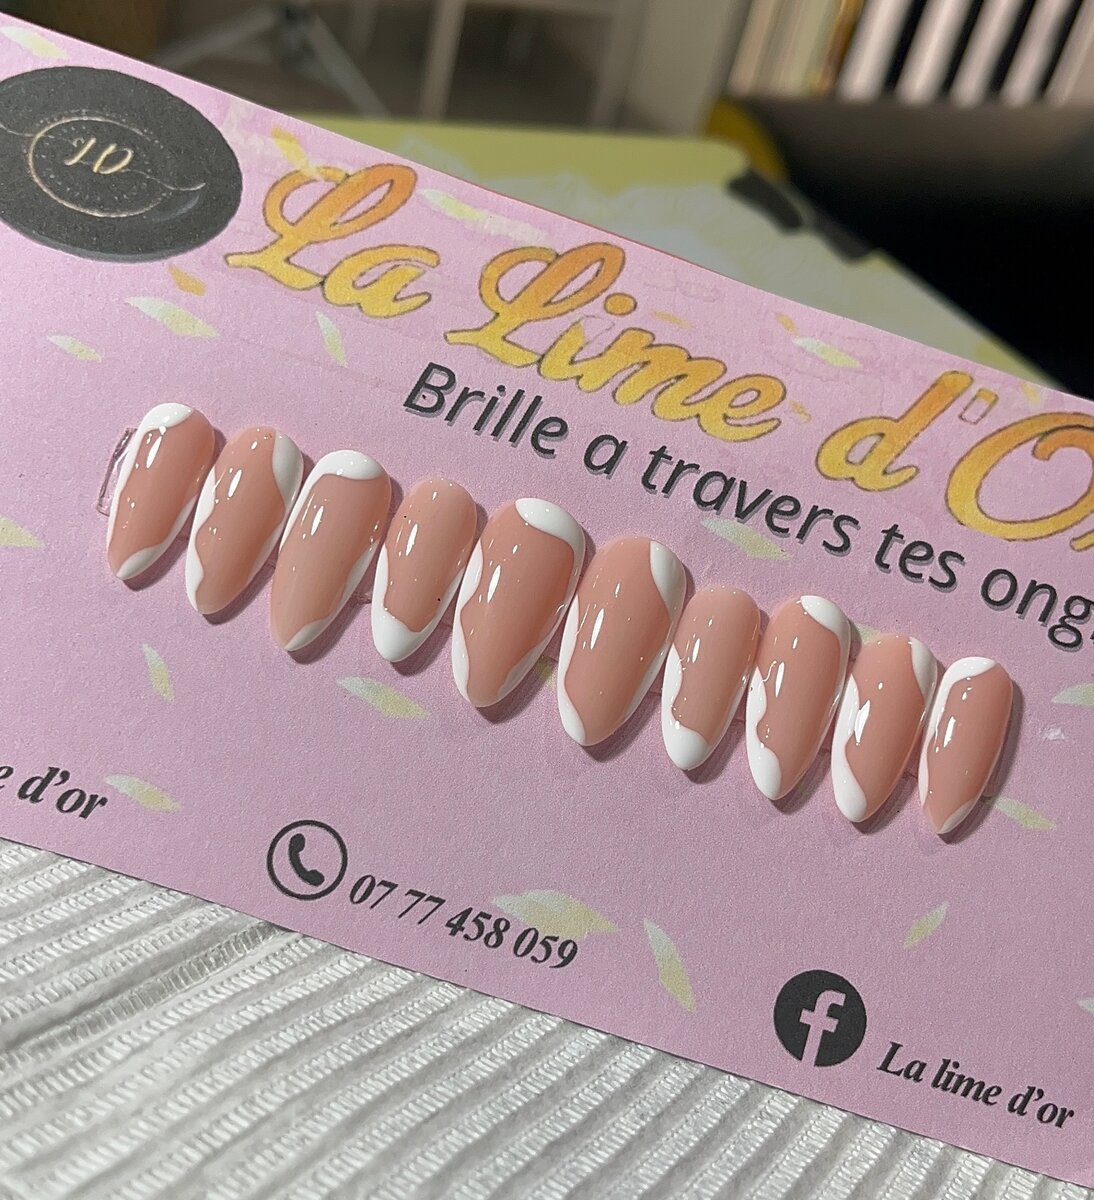 La Lime d'O
Brille a travers tes ong
e d'or
07 77 458 059
La lime d'or